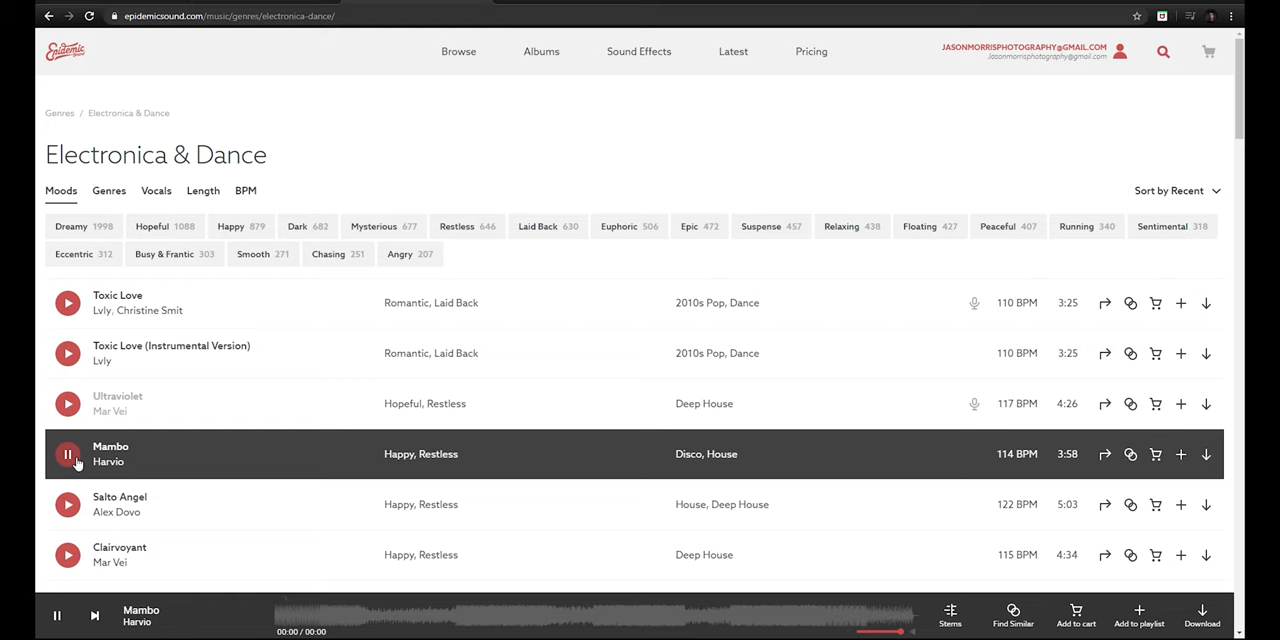 epidemicsound.com/music/genres/electronica-dance/
Epidemic Sound
Browse Albums Sound Effects Latest Pricing
JASONMORRISPHOTOGRAPHY@GMAIL.COM
Jasonmorrisphotography@gmail.com
Genres / Electronica & Dance
Electronica & Dance
Moods Genres Vocals Length BPM Sort by Recent
Dreamy 1998 Hopeful 1088 Happy 879 Dark 682 Mysterious 677 Restless 646 Laid Back 630 Euphoric 506 Epic 472 Suspense 457 Relaxing 438 Floating 427 Peaceful 407 Running 340 Sentimental 318
Eccentric 312 Busy & Frantic 303 Smooth 271 Chasing 251 Angry 207
Toxic Love
Lvly, Christine Smit Romantic, Laid Back 2010s Pop, Dance 110 BPM 3:25
Toxic Love (Instrumental Version)
Lvly Romantic, Laid Back 2010s Pop, Dance 110 BPM 3:25
Ultraviolet
Mar Vei Hopeful, Restless Deep House 117 BPM 4:26
Mambo
Harvio Happy, Restless Disco, House 114 BPM 3:58
Salto Angel
Alex Dovo Happy, Restless House, Deep House 122 BPM 5:03
Clairvoyant
Mar Vei Happy, Restless Deep House 115 BPM 4:34
Mambo
Harvio
00:00 / 00:00
Stems Find Similar Add to cart Add to playlist Download